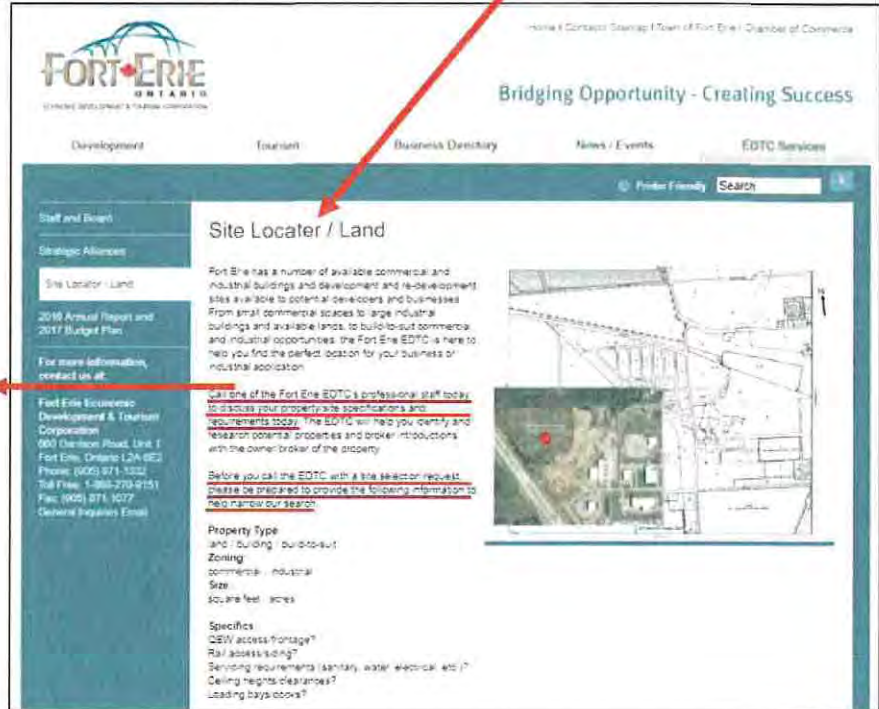 Home | Contacts Sitemap | Town of Fort Erie | Chamber of Commerce
FORT ERIE
ONTARIO
ECONOMIC DEVELOPMENT & TOURISM CORPORATION
Bridging Opportunity - Creating Success
Development Tourism Business Directory News / Events EDTC Services
Printer Friendly Search
Staff and Board
Strategic Alliances
Site Locator / Land
2016 Annual Report and
2017 Budget Plan
For more information,
contact us at:
Fort Erie Economic
Development & Tourism
Corporation
660 Garrison Road, Unit 1
Fort Erie, Ontario L2A 6E2
Phone: (905) 871-1332
Toll Free: 1-888-270-9151
Fax: (905) 871-1077
General Inquiries Email
Site Locater / Land
Fort Erie has a number of available commercial and
industrial buildings and development and re-development
sites available to potential developers and businesses.
From small commercial spaces to large industrial
buildings and available lands, to build-to-suit commercial
and industrial opportunities, the Fort Erie EDTC is here to
help you find the perfect location for your business or
industrial application.
Call one of the Fort Erie EDTC's professional staff today
to discuss your property/site specifications and
requirements today. The EDTC will help you identify and
research potential properties and broker introductions
with the owner/broker of the property.
Before you call the EDTC with a site selection request,
please be prepared to provide the following information to
help narrow our search.
Property Type
land / building / build-to-suit
Zoning
commercial / industrial
Size
square feet / acres
Specifics
QEW access/frontage?
Rail access/siding?
Servicing requirements (sanitary, water, electrical, etc.)?
Ceiling heights/clearances?
Loading bays/docks?
N